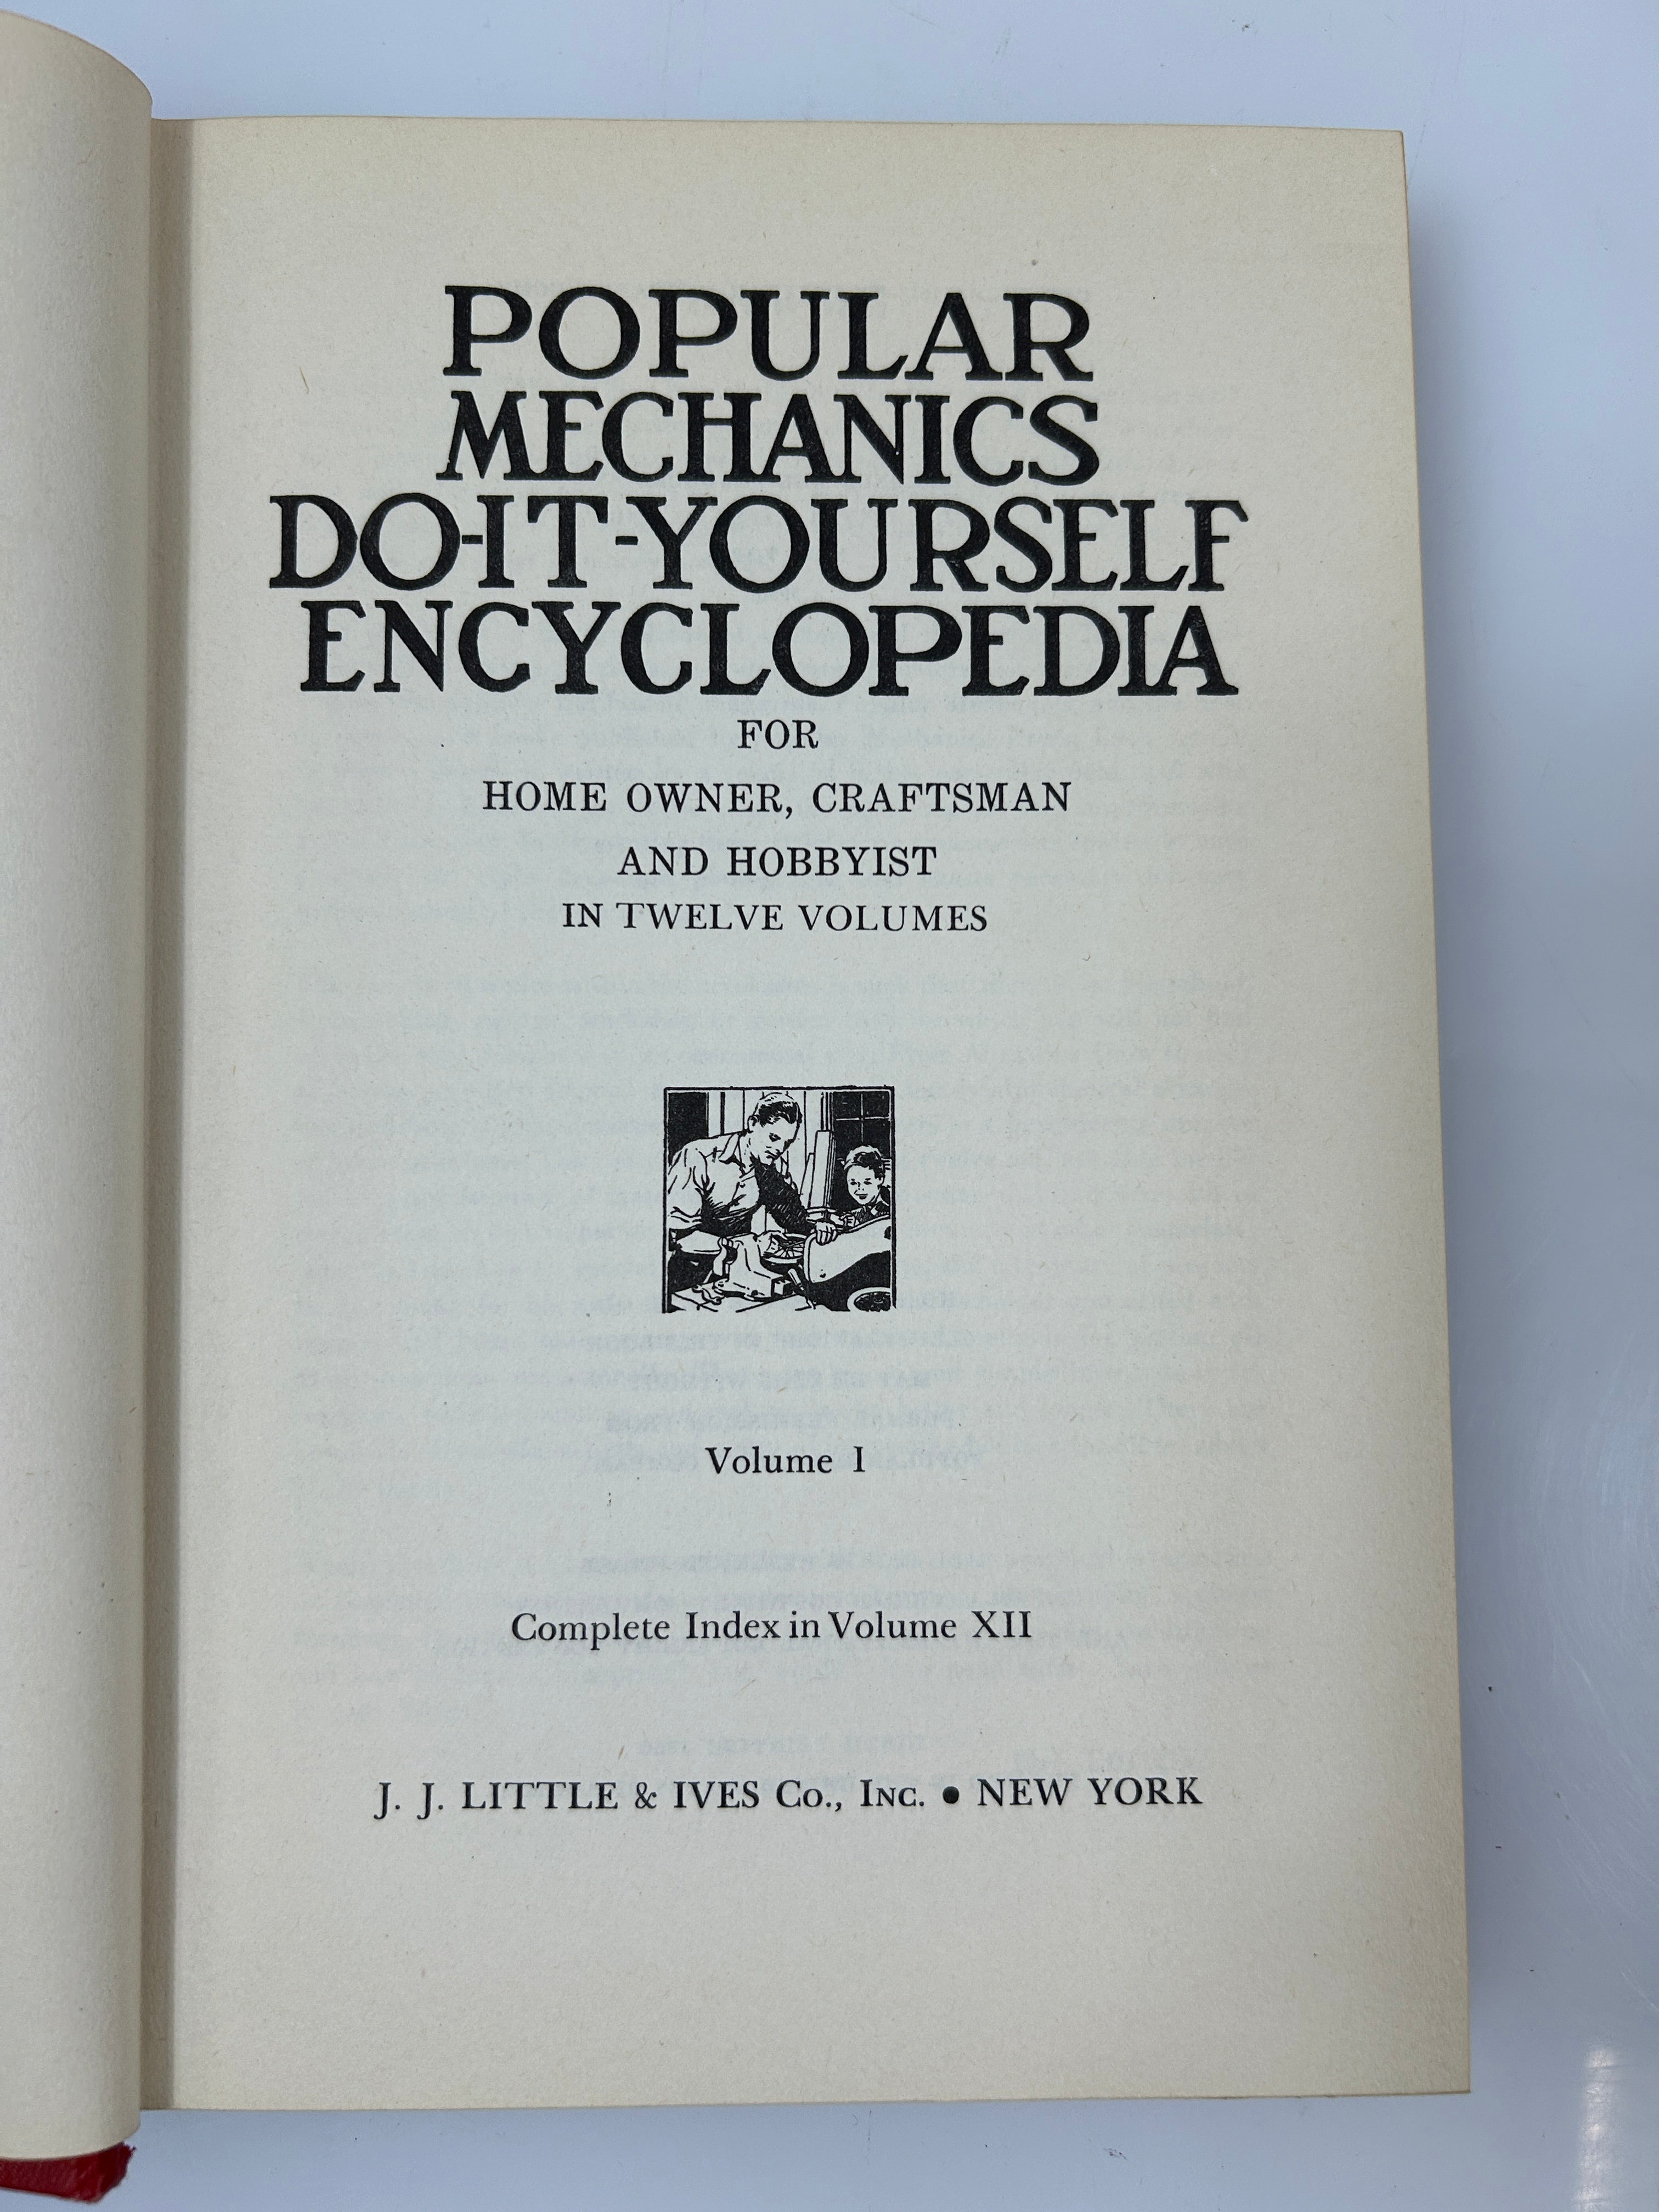 POPULAR
MECHANICS
DO-IT-YOURSELF
ENCYCLOPEDIA
FOR
HOME OWNER, CRAFTSMAN
AND HOBBYIST
IN TWELVE VOLUMES
Volume I
Complete Index in Volume XII
J. J. LITTLE & IVES Co., INC. • NEW YORK